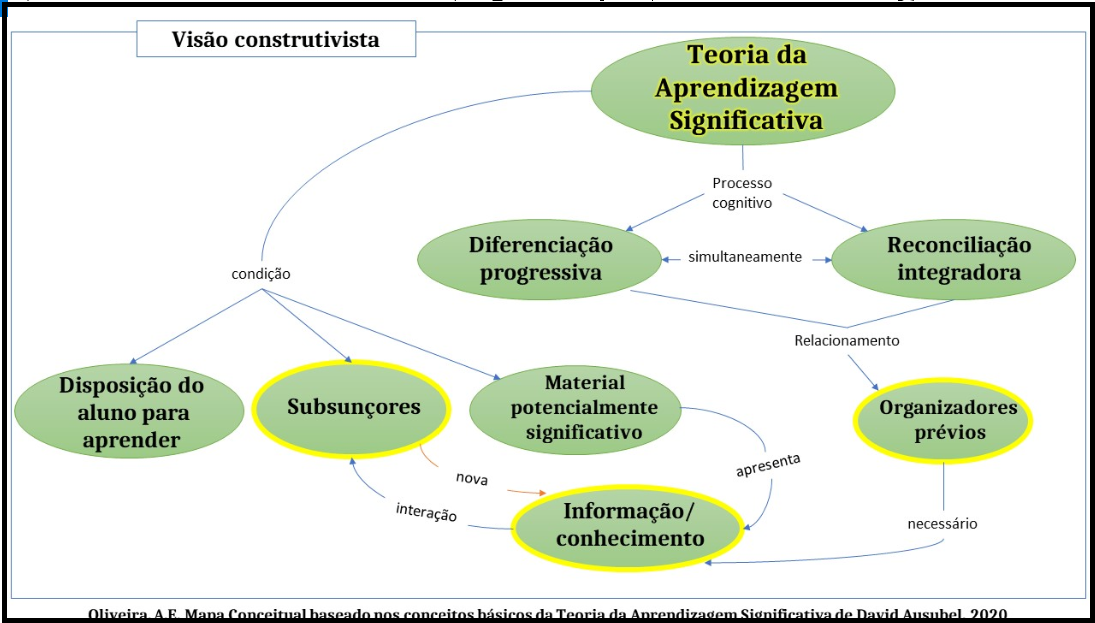 Visão construtivista
Teoria da
Aprendizagem
Significativa
Processo
cognitivo
Diferenciação
progressiva
simultaneamente
Reconciliação
integradora
condição
Relacionamento
Disposição do
aluno para
aprender
Subsunçores
Material
potencialmente
significativo
Organizadores
prévios
nova
interação
apresenta
Informação/
conhecimento
necessário
Oliveira, A.E. Mapa Conceitual baseado nos conceitos básicos da Teoria da Aprendizagem Significativa de David Ausubel, 2020